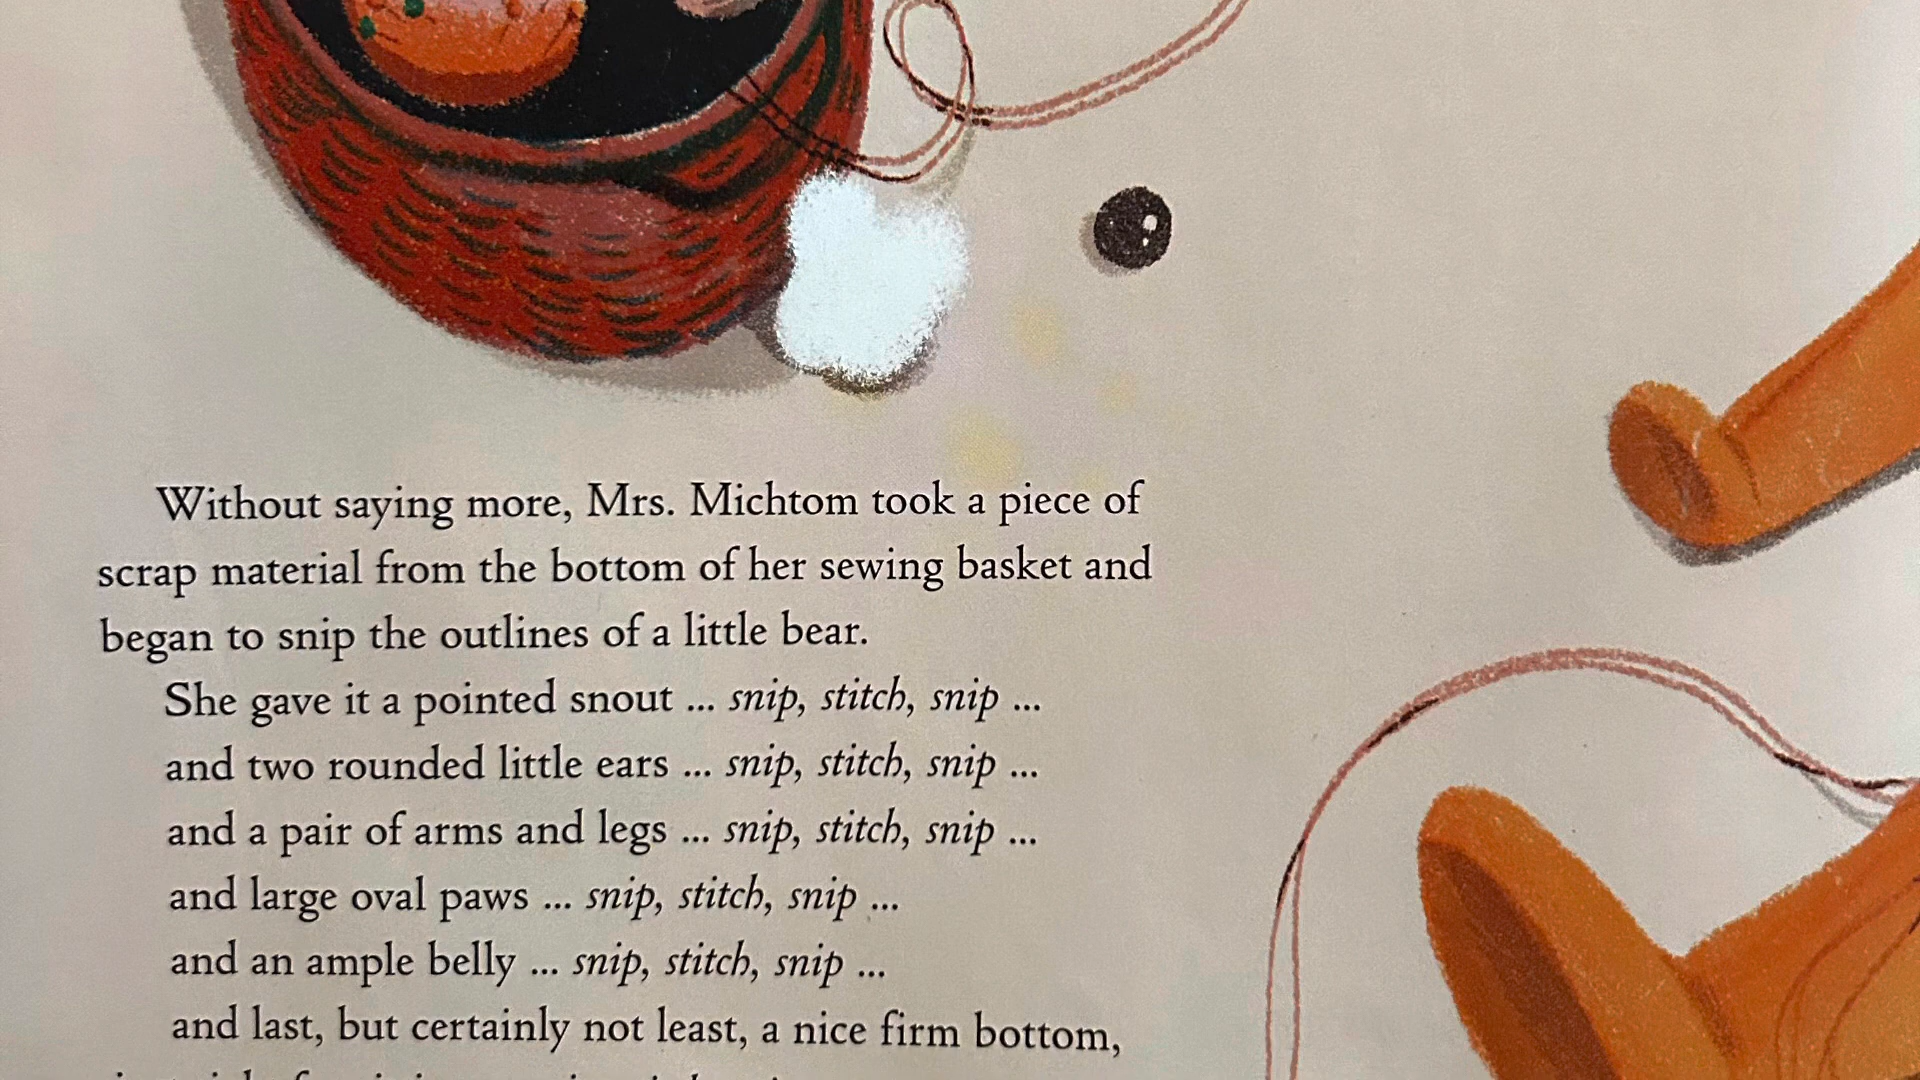 Without saying more, Mrs. Michtom took a piece of
scrap material from the bottom of her sewing basket and
began to snip the outlines of a little bear.
She gave it a pointed snout ... snip, stitch, snip ...
and two rounded little ears ... snip, stitch, snip ...
and a pair of arms and legs ... snip, stitch, snip ...
and large oval paws ... snip, stitch, snip ...
and an ample belly ... snip, stitch, snip ...
and last, but certainly not least, a nice firm bottom,